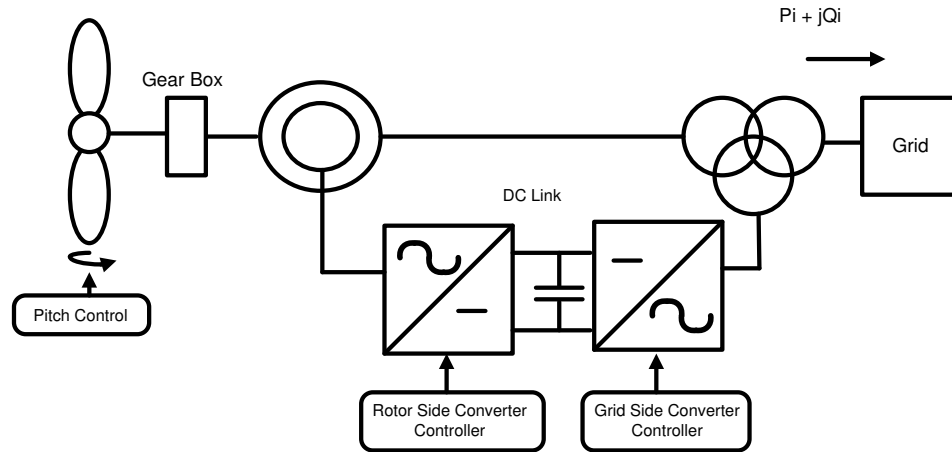 Pi + jQi
Gear Box
Grid
DC Link
Pitch Control
Rotor Side Converter
Controller
Grid Side Converter
Controller